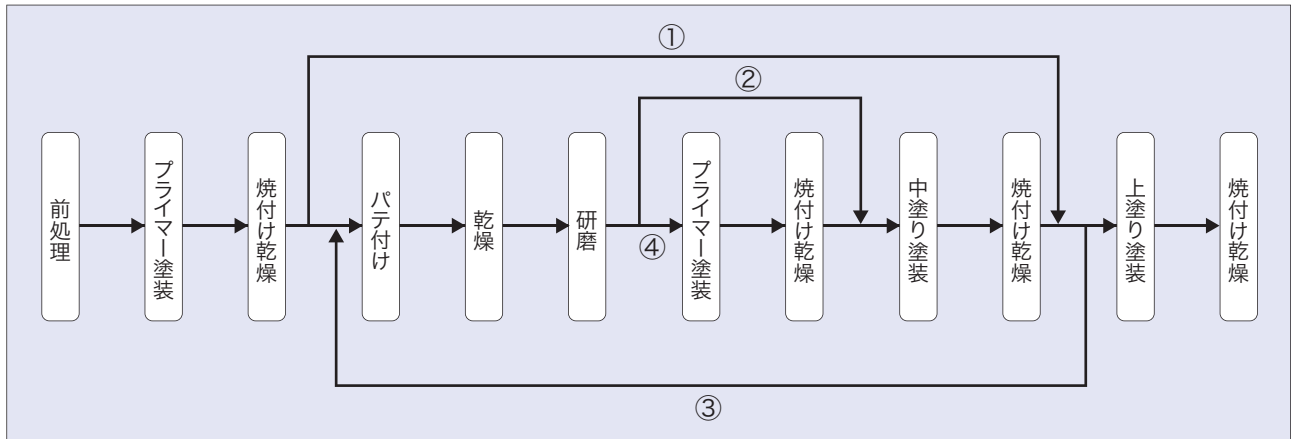 ①
②
前処理
プライマー塗装
焼付け乾燥
パテ付け
乾燥
研磨
④
プライマー塗装
焼付け乾燥
中塗り塗装
焼付け乾燥
上塗り塗装
焼付け乾燥
③